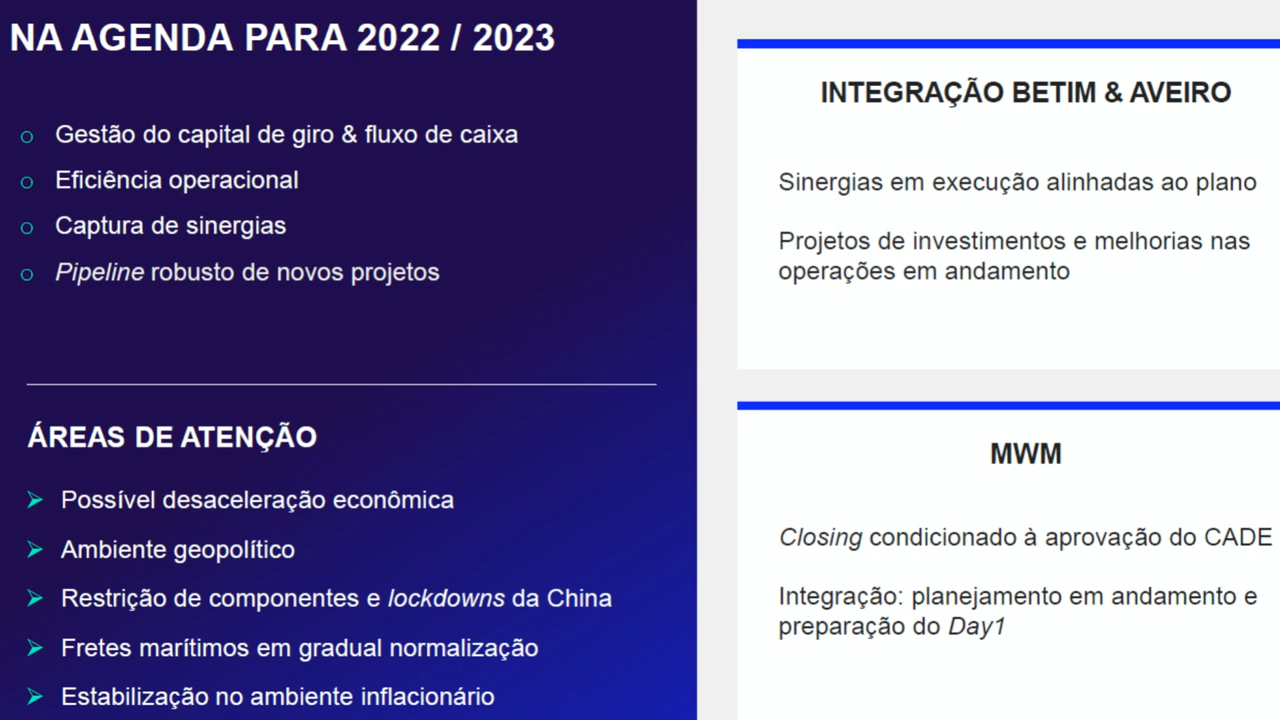 NA AGENDA PARA 2022 / 2023
Gestão do capital de giro & fluxo de caixa
Eficiência operacional
Captura de sinergias
Pipeline robusto de novos projetos
ÁREAS DE ATENÇÃO
Possível desaceleração econômica
Ambiente geopolítico
Restrição de componentes e lockdowns da China
Fretes marítimos em gradual normalização
Estabilização no ambiente inflacionário
INTEGRAÇÃO BETIM & AVEIRO
Sinergias em execução alinhadas ao plano
Projetos de investimentos e melhorias nas
operações em andamento
MWM
Closing condicionado à aprovação do CADE
Integração: planejamento em andamento e
preparação do Day1